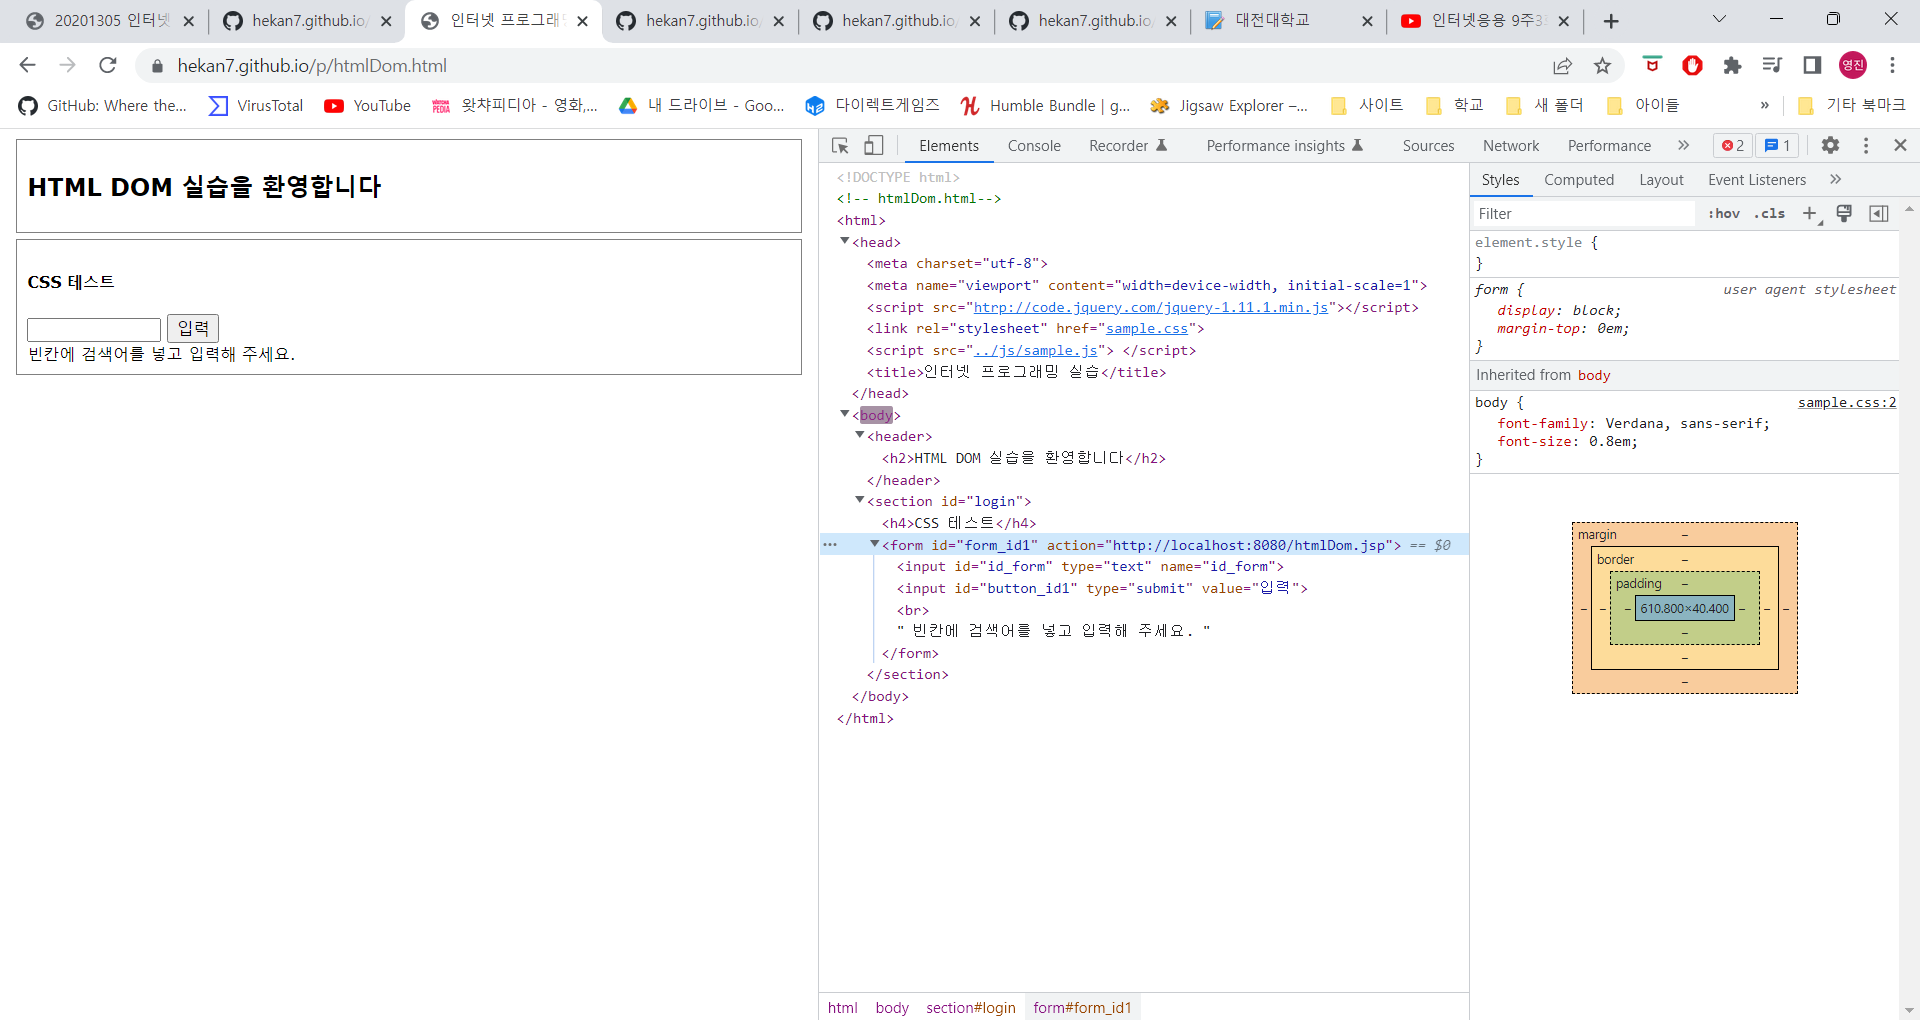 20201305 인터넷
hekan7.github.io
인터넷 프로그래밍
hekan7.github.io/
hekan7.github.io
hekan7.github.io
대전대학교
인터넷응용 9주3
hekan7.github.io/p/htmlDom.html
영진
GitHub: Where the...
VirusTotal
YouTube
왓챠피디아 - 영화,...
내 드라이브 - Goo...
다이렉트게임즈
Humble Bundle | g...
Jigsaw Explorer –...
사이트
학교
새 폴더
아이들
»
기타 북마크
HTML DOM 실습을 환영합니다
CSS 테스트
입력
빈칸에 검색어를 넣고 입력해 주세요.
Elements
Console
Recorder
Performance insights
Sources
Network
Performance
»
2
1
<!DOCTYPE html>
<!-- htmlDom.html-->
<html>
<head>
<meta charset="utf-8">
<meta name="viewport" content="width=device-width, initial-scale=1">
<script src="htrp://code.jquery.com/jquery-1.11.1.min.js"></script>
<link rel="stylesheet" href="sample.css">
<script src="../js/sample.js"> </script>
<title>인터넷 프로그래밍 실습</title>
</head>
<body>
<header>
<h2>HTML DOM 실습을 환영합니다</h2>
</header>
<section id="login">
<h4>CSS 테스트</h4>
<form id="form_id1" action="http://localhost:8080/htmlDom.jsp"> == $0
<input id="id_form" type="text" name="id_form">
<input id="button_id1" type="submit" value="입력">
<br>
" 빈칸에 검색어를 넣고 입력해 주세요. "
</form>
</section>
</body>
</html>
html body section#login form#form_id1
Styles Computed Layout Event Listeners »
Filter
:hov .cls
element.style {
}
form { user agent stylesheet
display: block;
margin-top: 0em;
}
Inherited from body
body { sample.css:2
font-family: Verdana, sans-serif;
font-size: 0.8em;
}
margin –
border –
padding –
– – – 610.800×40.400 – – –
–
–
–